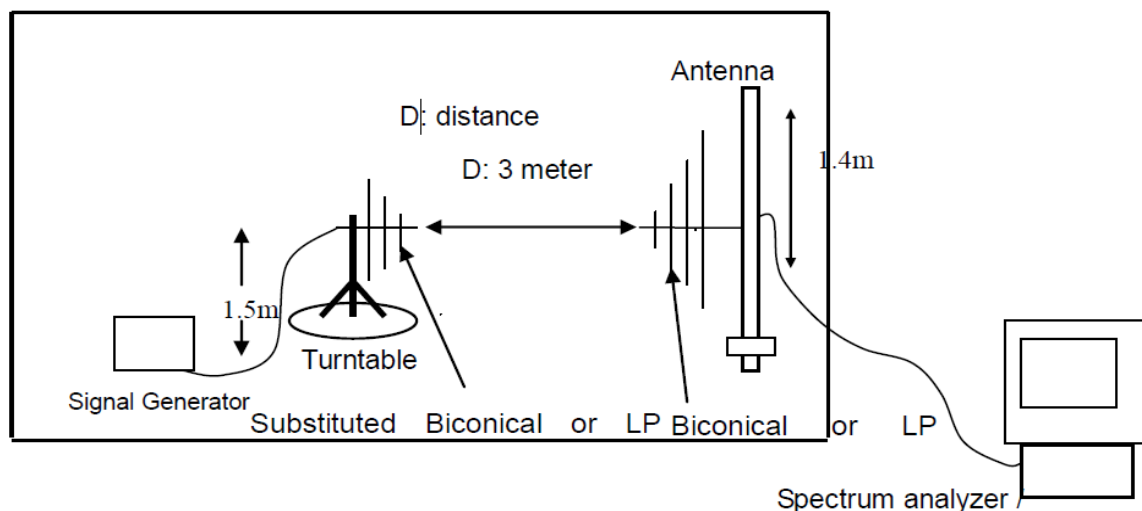 Antenna
D: distance
D: 3 meter
1.4m
1.5m
Turntable
Signal Generator
Substituted Biconical or LP
Biconical or LP
Spectrum analyzer